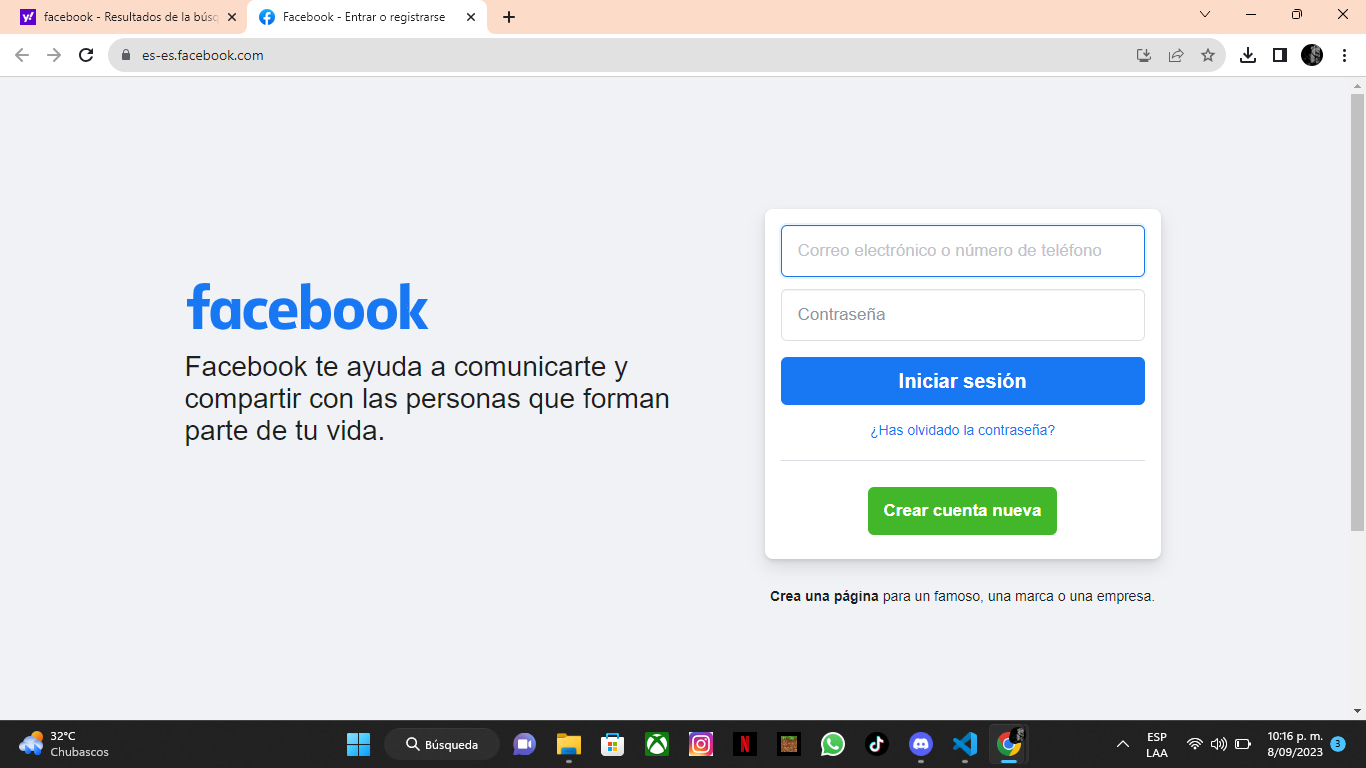 facebook - Resultados de la búsq
Facebook - Entrar o registrarse
es-es.facebook.com
facebook
Facebook te ayuda a comunicarte y
compartir con las personas que forman
parte de tu vida.
Correo electrónico o número de teléfono
Contraseña
Iniciar sesión
¿Has olvidado la contraseña?
Crear cuenta nueva
Crea una página para un famoso, una marca o una empresa.
32°C
Chubascos
Búsqueda
ESP
LAA
10:16 p. m.
8/09/2023
3